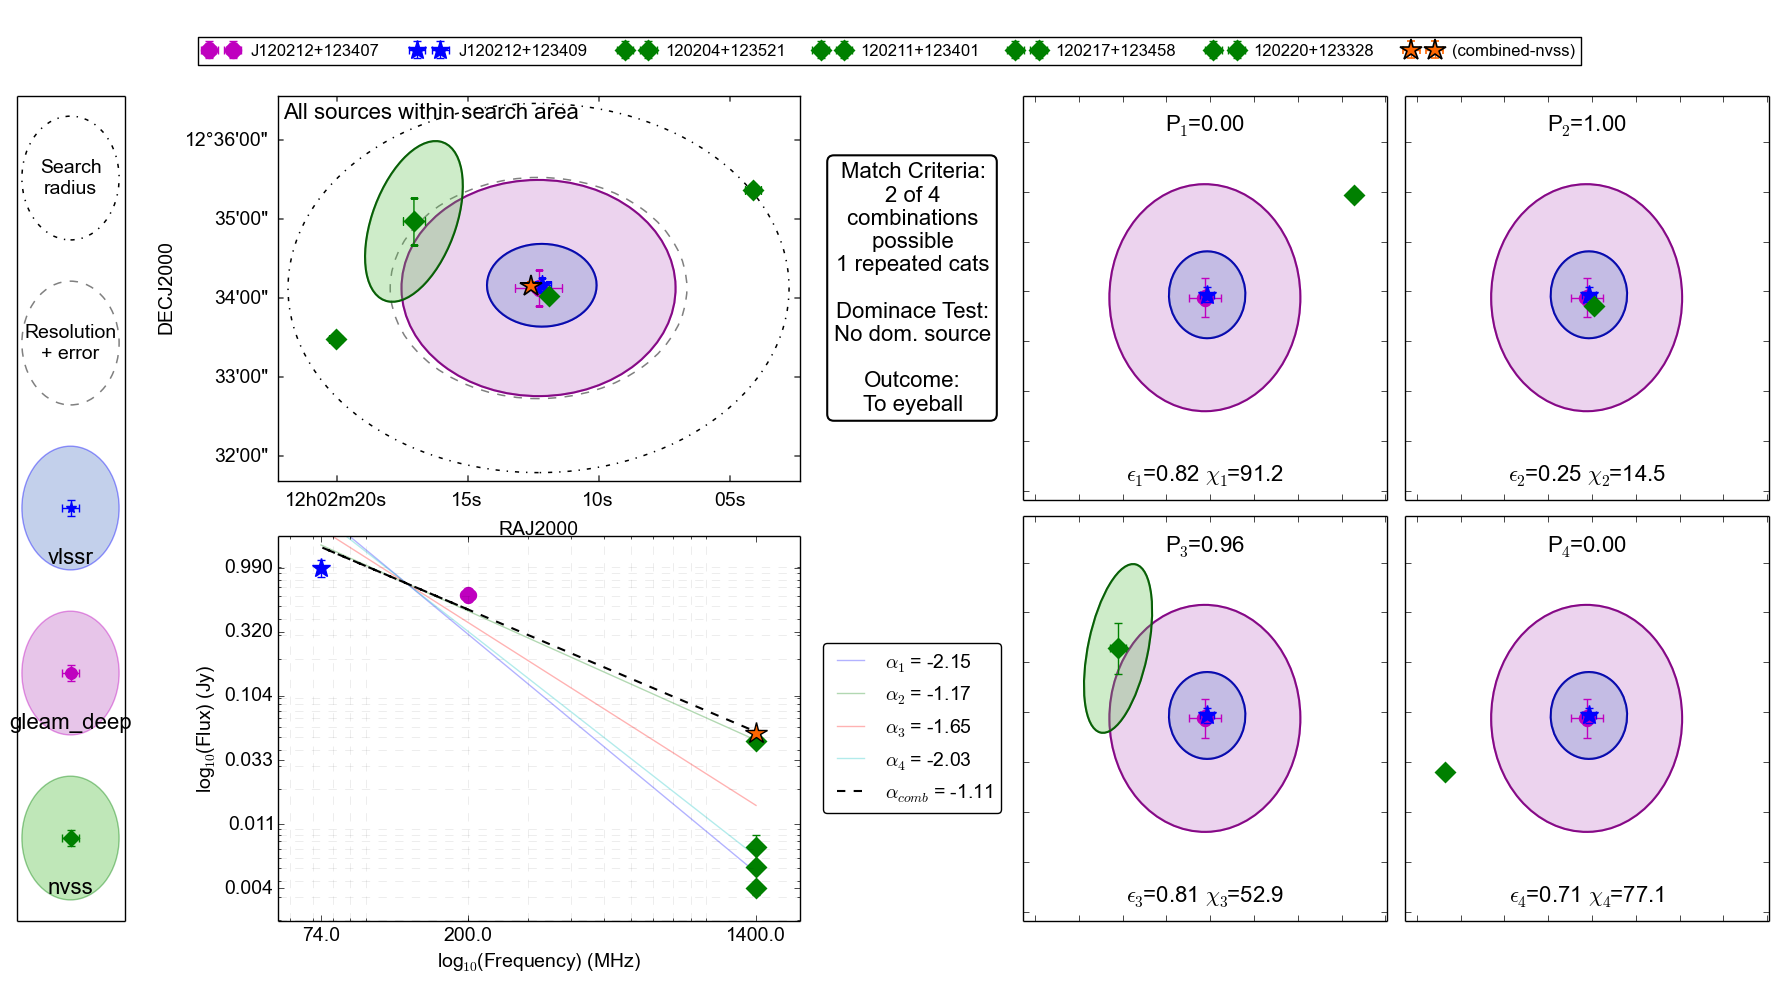 J120212+123407 J120212+123409 120204+123521 120211+123401 120217+123458 120220+123328 (combined-nvss)
Search
radius
Resolution
+ error
vlssr
gleam_deep
nvss
All sources within search area
DECJ2000
12°36'00"
35'00"
34'00"
33'00"
32'00"
12h02m20s 15s 10s 05s
RAJ2000
Match Criteria:
2 of 4
combinations
possible
1 repeated cats
Dominace Test:
No dom. source
Outcome:
To eyeball
P1=0.00
ϵ1=0.82 χ1=91.2
P2=1.00
ϵ2=0.25 χ2=14.5
log10(Flux) (Jy)
0.990
0.320
0.104
0.033
0.011
0.004
74.0 200.0 1400.0
log10(Frequency) (MHz)
α1 = -2.15
α2 = -1.17
α3 = -1.65
α4 = -2.03
αcomb = -1.11
P3=0.96
ϵ3=0.81 χ3=52.9
P4=0.00
ϵ4=0.71 χ4=77.1